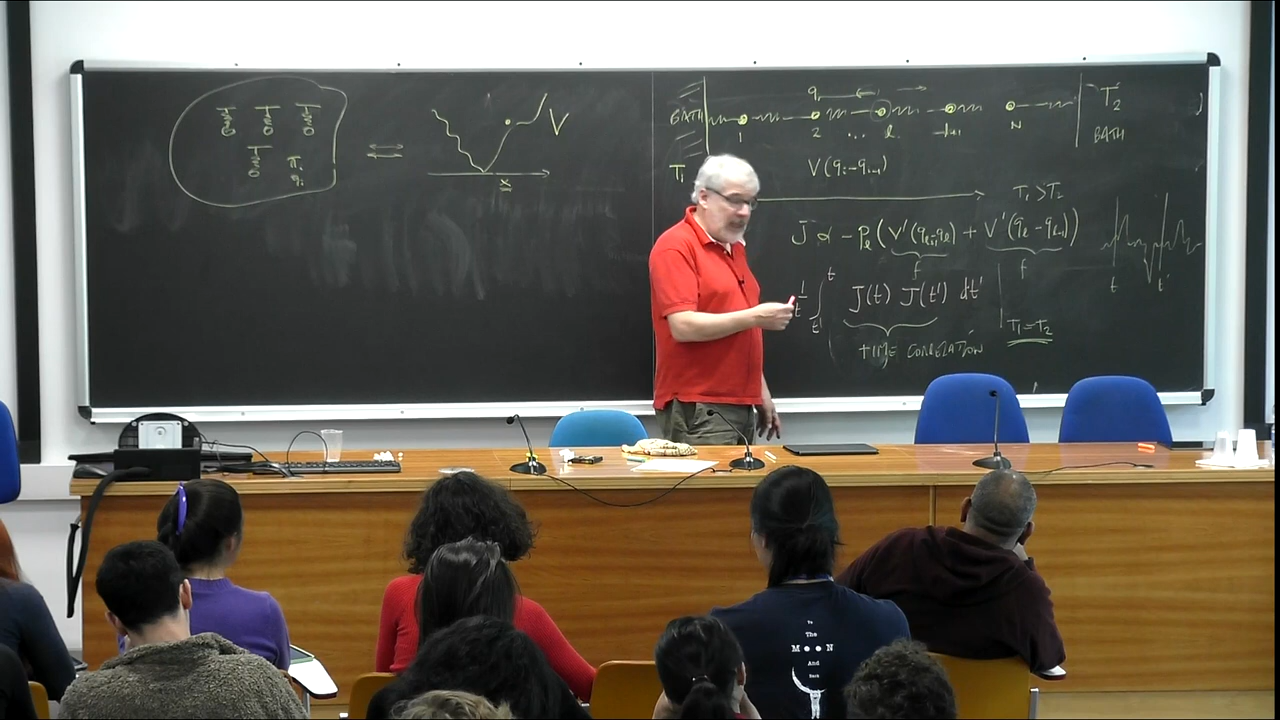 V
x
BATH
T₁
q
1
2
...
l
l+1
N
T₂
BATH
V(qᵢ-qᵢ₋₁)
T₁>T₂
J ∝ - Pₗ(V'(qₗ₊₁-qₗ) + V'(qₗ-qₗ₋₁))
f
f
1/t ∫ J(t) J(t') dt'
T₁=T₂
TIME CORRELATION
t
t'
To
The
MOON
And
Back